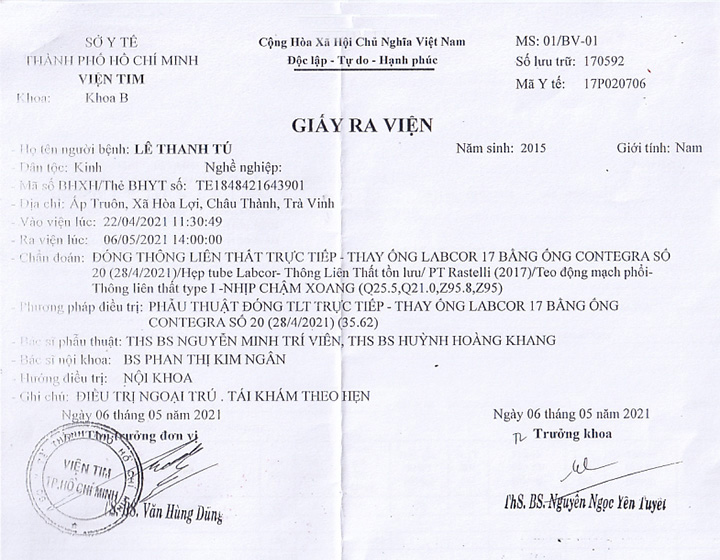 SỞ Y TẾ
THÀNH PHỐ HỒ CHÍ MINH
VIỆN TIM
Khoa: Khoa B
Cộng Hòa Xã Hội Chủ Nghĩa Việt Nam
Độc lập - Tự do - Hạnh phúc
MS: 01/BV-01
Số lưu trữ: 170592
Mã Y tế: 17P020706
GIẤY RA VIỆN
- Họ tên người bệnh: LÊ THANH TÚ Năm sinh: 2015 Giới tính: Nam
- Dân tộc: Kinh Nghề nghiệp:
- Mã số BHXH/Thẻ BHYT số: TE1848421643901
- Địa chỉ: Ấp Truôn, Xã Hòa Lợi, Châu Thành, Trà Vinh
- Vào viện lúc: 22/04/2021 11:30:49
- Ra viện lúc: 06/05/2021 14:00:00
- Chẩn đoán: ĐÓNG THÔNG LIÊN THẤT TRỰC TIẾP - THAY ỐNG LABCOR 17 BẰNG ỐNG CONTEGRA SỐ
20 (28/4/2021)/Hẹp tube Labcor- Thông Liên Thất tồn lưu/ PT Rastelli (2017)/Teo động mạch phổi-
Thông liên thất type I -NHỊP CHẬM XOANG (Q25.5,Q21.0,Z95.8,Z95)
- Phương pháp điều trị: PHẪU THUẬT ĐÓNG TLT TRỰC TIẾP - THAY ỐNG LABCOR 17 BẰNG ỐNG
CONTEGRA SỐ 20 (28/4/2021) (35.62)
- Bác sĩ phẫu thuật: THS BS NGUYỄN MINH TRÍ VIÊN, THS BS HUỲNH HOÀNG KHANG
- Bác sĩ nội khoa: BS PHAN THỊ KIM NGÂN
- Hướng điều trị: NỘI KHOA
- Ghi chú: ĐIỀU TRỊ NGOẠI TRÚ . TÁI KHÁM THEO HẸN
Ngày 06 tháng 05 năm 2021
Trưởng đơn vị
VIỆN TIM
TP.HỒ CHÍ MINH
BS. Văn Hùng Dũng
Ngày 06 tháng 05 năm 2021
Trưởng khoa
ThS. BS. Nguyễn Ngọc Yên Tuyết